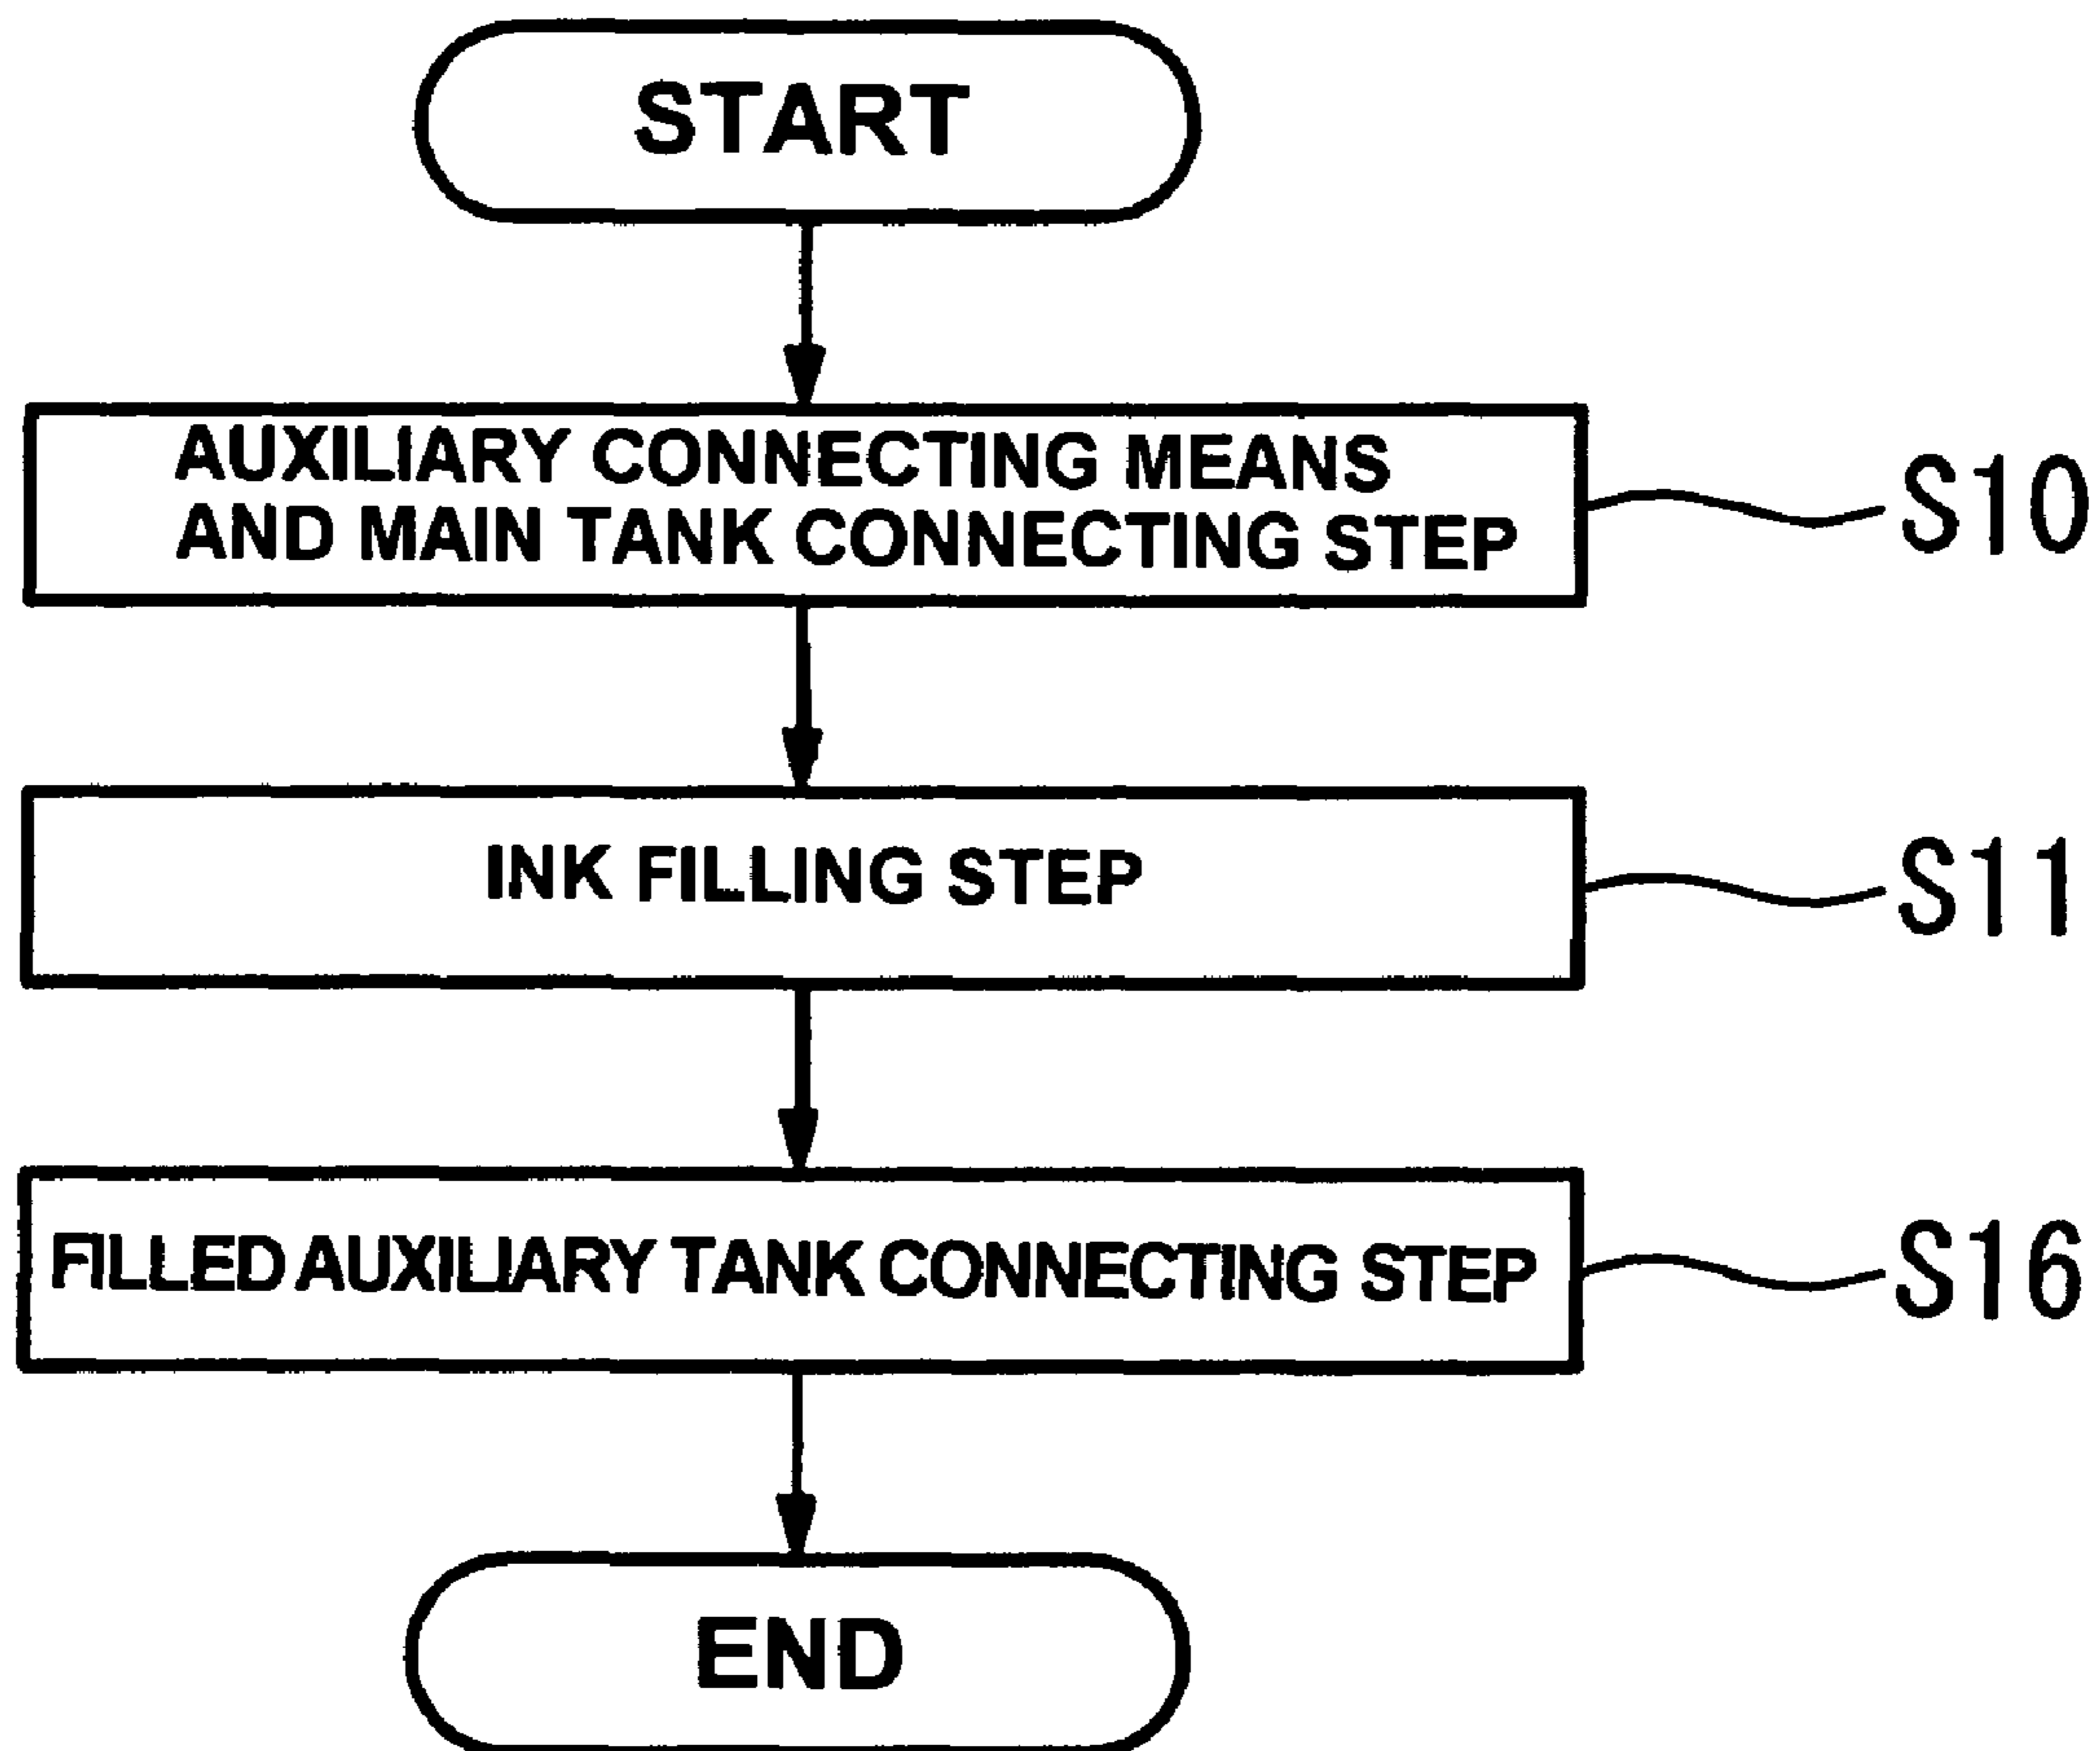 START
AUXILIARY CONNECTING MEANS
AND MAIN TANK CONNECTING STEP
S10
INK FILLING STEP
S11
FILLED AUXILIARY TANK CONNECTING STEP
S16
END